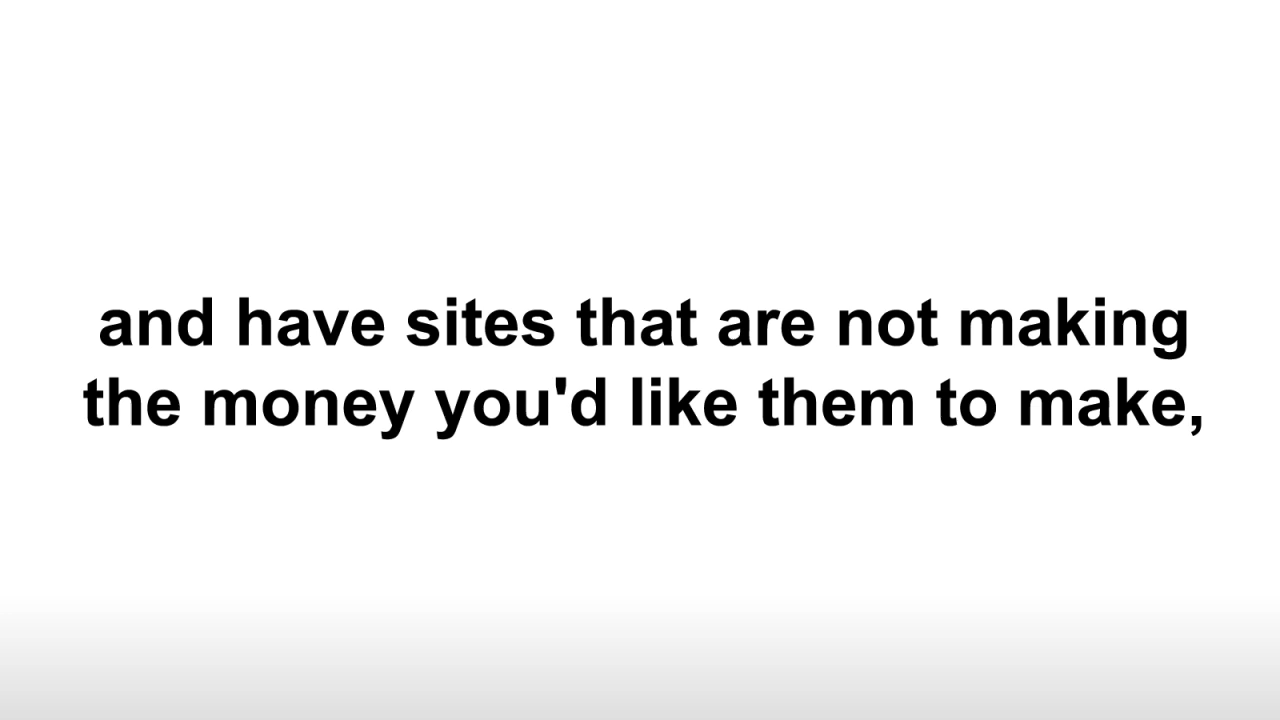 and have sites that are not making
the money you'd like them to make,